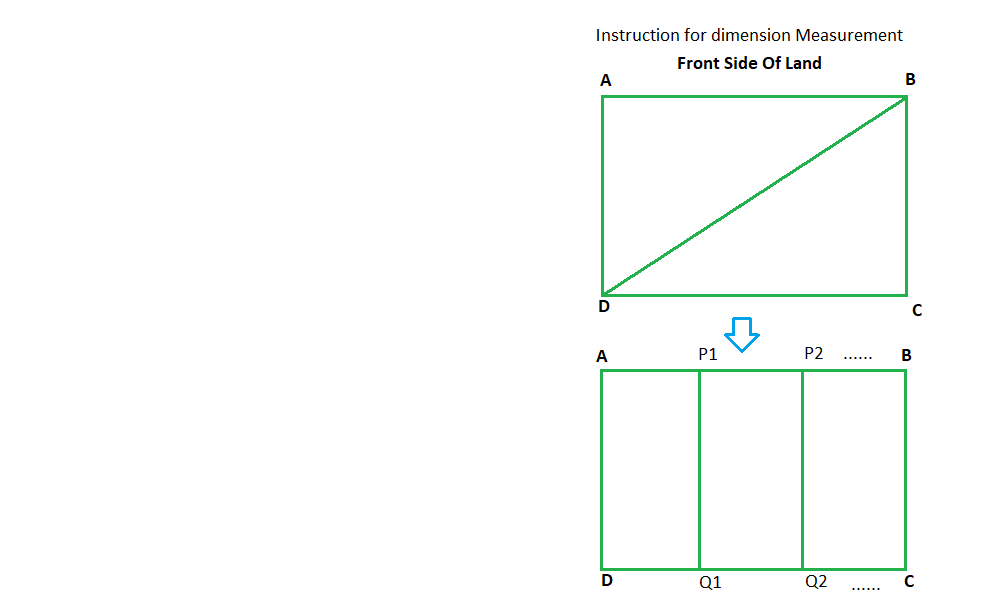 Instruction for dimension Measurement
Front Side Of Land
A B
D C
A P1 P2 ...... B
D Q1 Q2 ...... C